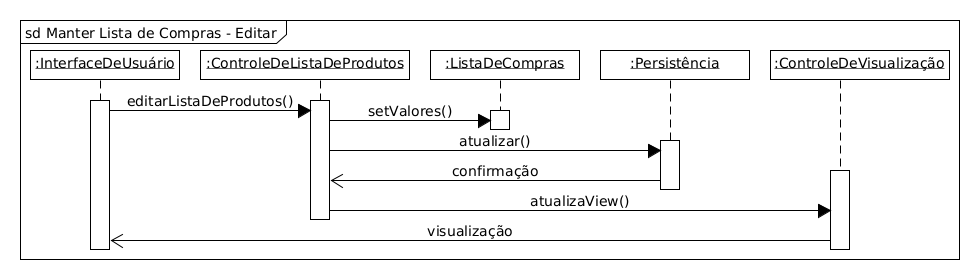 sd Manter Lista de Compras - Editar
:InterfaceDeUsuário :ControleDeListaDeProdutos :ListaDeCompras :Persistência :ControleDeVisualização
editarListaDeProdutos()
setValores()
atualizar()
confirmação
atualizaView()
visualização